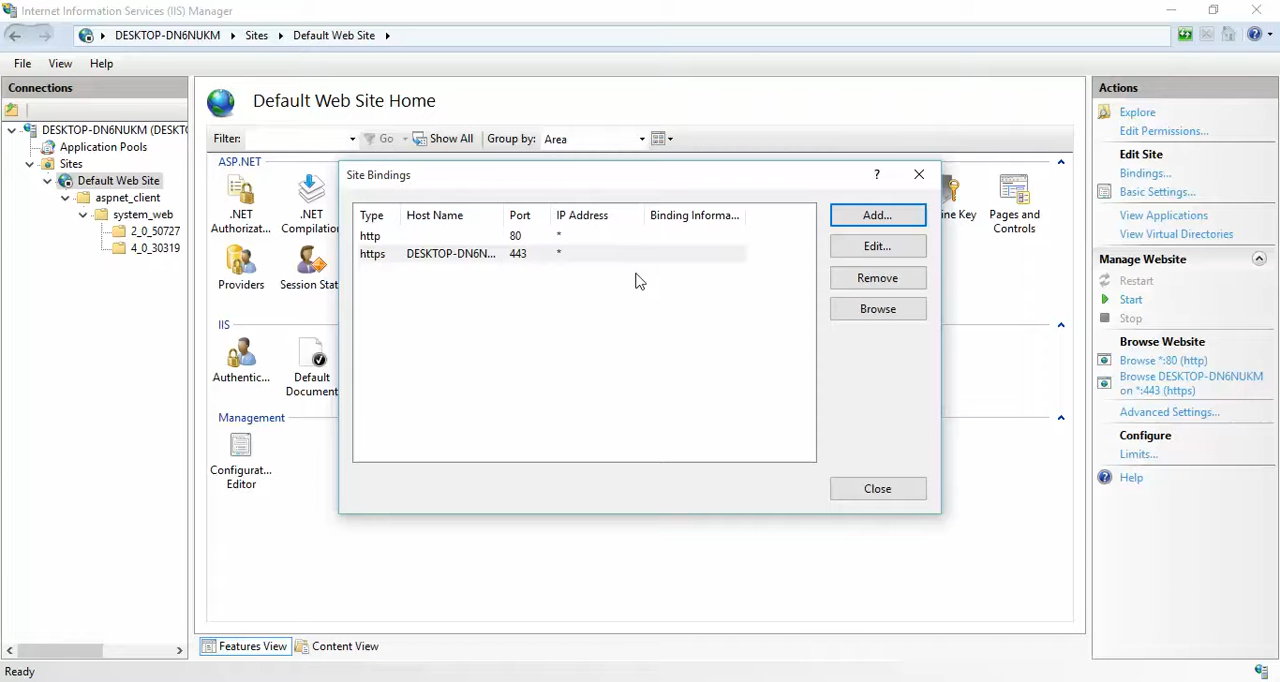 Internet Information Services (IIS) Manager
DESKTOP-DN6NUKM
Sites
Default Web Site
File View Help
Connections
DESKTOP-DN6NUKM (DESKTO
Application Pools
Sites
Default Web Site
aspnet_client
system_web
2_0_50727
4_0_30319
Default Web Site Home
Filter: Go Show All Group by: Area
ASP.NET
.NET
Authorizat...
.NET
Compilation
ine Key
Pages and
Controls
Providers
Session Stat
IIS
Authentic...
Default
Document
Management
Configurat...
Editor
Site Bindings
?
Type Host Name Port IP Address Binding Informa...
http 80 *
https DESKTOP-DN6N... 443 *
Add...
Edit...
Remove
Browse
Close
Features View Content View
Actions
Explore
Edit Permissions...
Edit Site
Bindings...
Basic Settings...
View Applications
View Virtual Directories
Manage Website
Restart
Start
Stop
Browse Website
Browse *:80 (http)
Browse DESKTOP-DN6NUKM
on *:443 (https)
Advanced Settings...
Configure
Limits...
Help
Ready